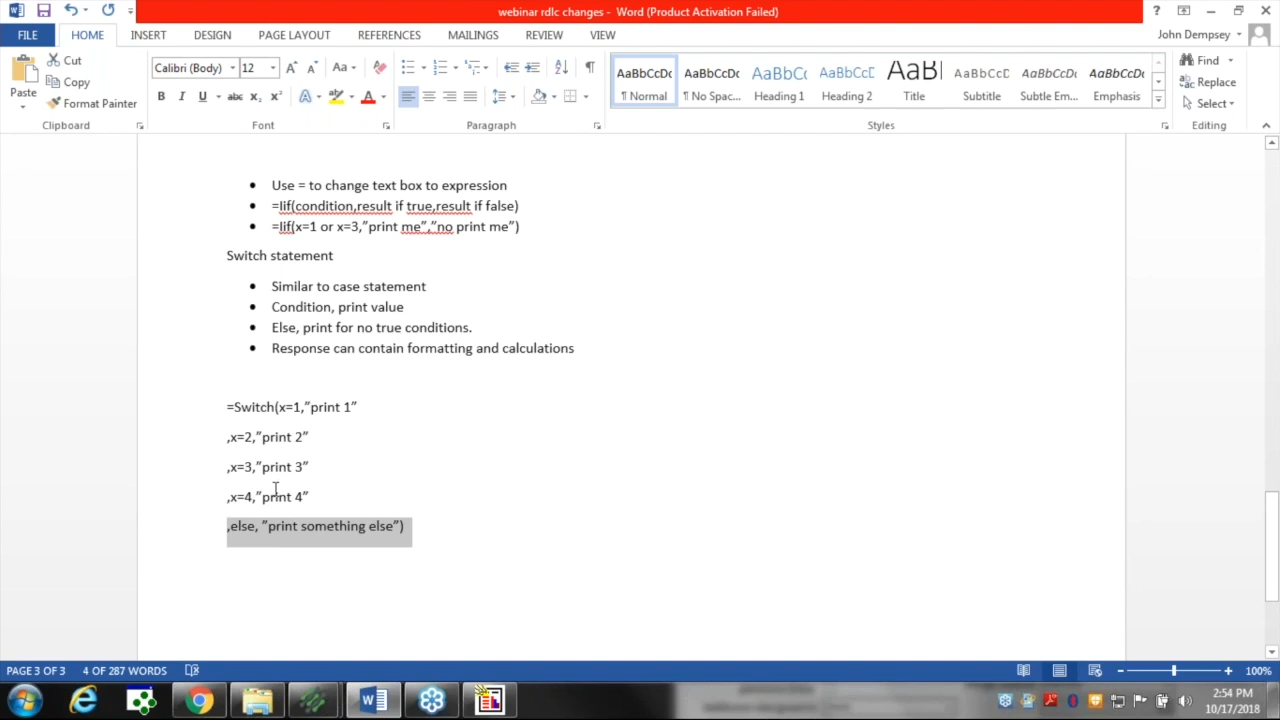 webinar rdlc changes - Word (Product Activation Failed)
FILE HOME INSERT DESIGN PAGE LAYOUT REFERENCES MAILINGS REVIEW VIEW John Dempsey
Paste Cut Copy Format Painter
Calibri (Body) 12
AaBbCcDc AaBbCcDc AaBbCc AaBbCcD AaBl AaBbCcD AaBbCcDc AaBbCcDc
¶ Normal ¶ No Spac... Heading 1 Heading 2 Title Subtitle Subtle Em... Emphasis
Find Replace Select
Clipboard Font Paragraph Styles Editing
• Use = to change text box to expression
• =Iif(condition,result if true,result if false)
• =Iif(x=1 or x=3,”print me”,”no print me”)
Switch statement
• Similar to case statement
• Condition, print value
• Else, print for no true conditions.
• Response can contain formatting and calculations
=Switch(x=1,”print 1”
,x=2,”print 2”
,x=3,”print 3”
,x=4,”print 4”
,else, ”print something else”)
PAGE 3 OF 3 4 OF 287 WORDS 100%
2:54 PM
10/17/2018